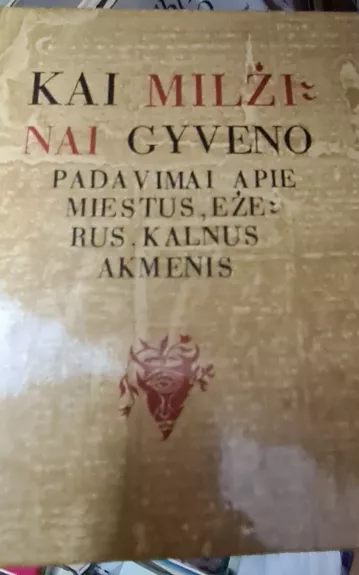 KAI MILŽI-
NAI GYVENO
PADAVIMAI APIE
MIESTUS, EŽE-
RUS, KALNUS
AKMENIS